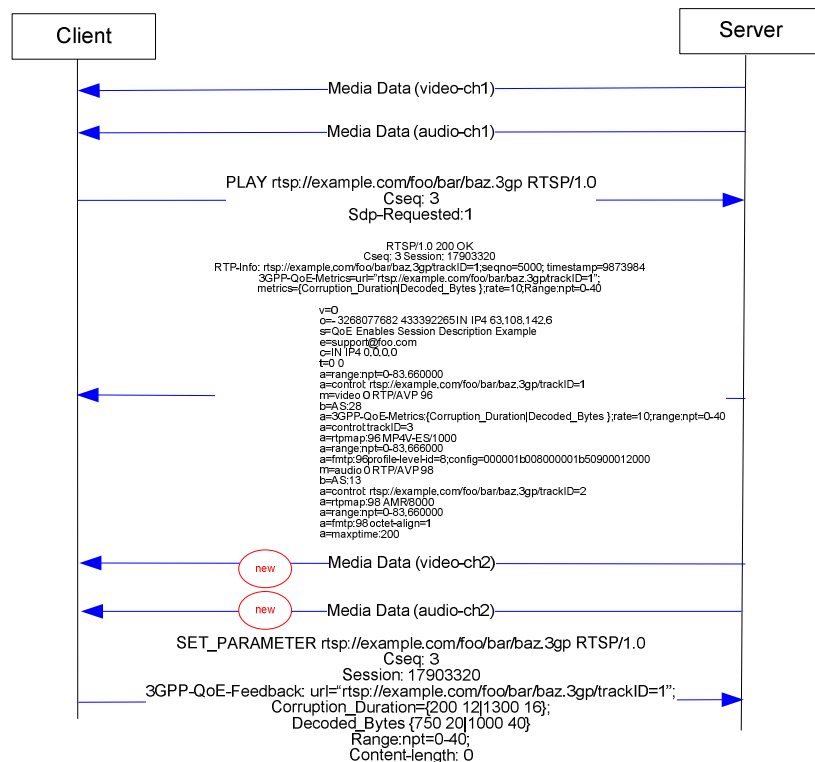 Client
Server
Media Data (video-ch1)
Media Data (audio-ch1)
PLAY rtsp://example.com/foo/bar/baz.3gp RTSP/1.0
Cseq: 3
Sdp-Requested:1
RTSP/1.0 200 OK
Cseq: 3 Session: 17903320
RTP-Info: rtsp://example.com/foo/bar/baz.3gp/trackID=1;seqno=5000; timestamp=9873984
3GPP-QoE-Metrics=url="rtsp://example.com/foo/bar/baz.3gp/trackID=1";
metrics={Corruption_Duration|Decoded_Bytes };rate=10;Range:npt=0-40
v=0
o=- 3268077682 433392265IN IP4 63.108.142.6
s=QoE Enables Session Description Example
e=support@foo.com
c=IN IP4 0.0.0.0
t=0 0
a=range:npt=0-83.660000
a=control: rtsp://example.com/foo/bar/baz.3gp/trackID=1
m=video 0 RTP/AVP 96
b=AS:28
a=3GPP-QoE-Metrics:{Corruption_Duration|Decoded_Bytes };rate=10;range:npt=0-40
a=control:trackID=3
a=rtpmap:96 MP4V-ES/1000
a=range:npt=0-83.666000
a=fmtp:96profile-level-id=8;config=000001b008000001b50900012000
m=audio 0 RTP/AVP 98
b=AS:13
a=control: rtsp://example.com/foo/bar/baz.3gp/trackID=2
a=rtpmap:98 AMR/8000
a=range:npt=0-83.660000
a=fmtp:98 octet-align=1
a=maxptime:200
new
Media Data (video-ch2)
new
Media Data (audio-ch2)
SET_PARAMETER rtsp://example.com/foo/bar/baz.3gp RTSP/1.0
Cseq: 3
Session: 17903320
3GPP-QoE-Feedback: url="rtsp://example.com/foo/bar/baz.3gp/trackID=1";
Corruption_Duration={200 12|1300 16};
Decoded_Bytes {750 20|1000 40}
Range:npt=0-40;
Content-length: 0